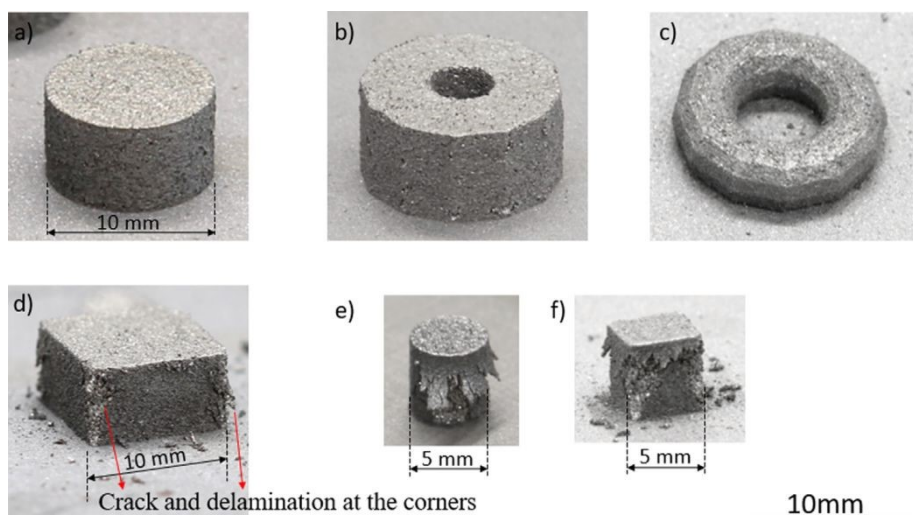 a)
b)
c)
10 mm
d)
e)
f)
10 mm
5 mm
5 mm
Crack and delamination at the corners
10mm